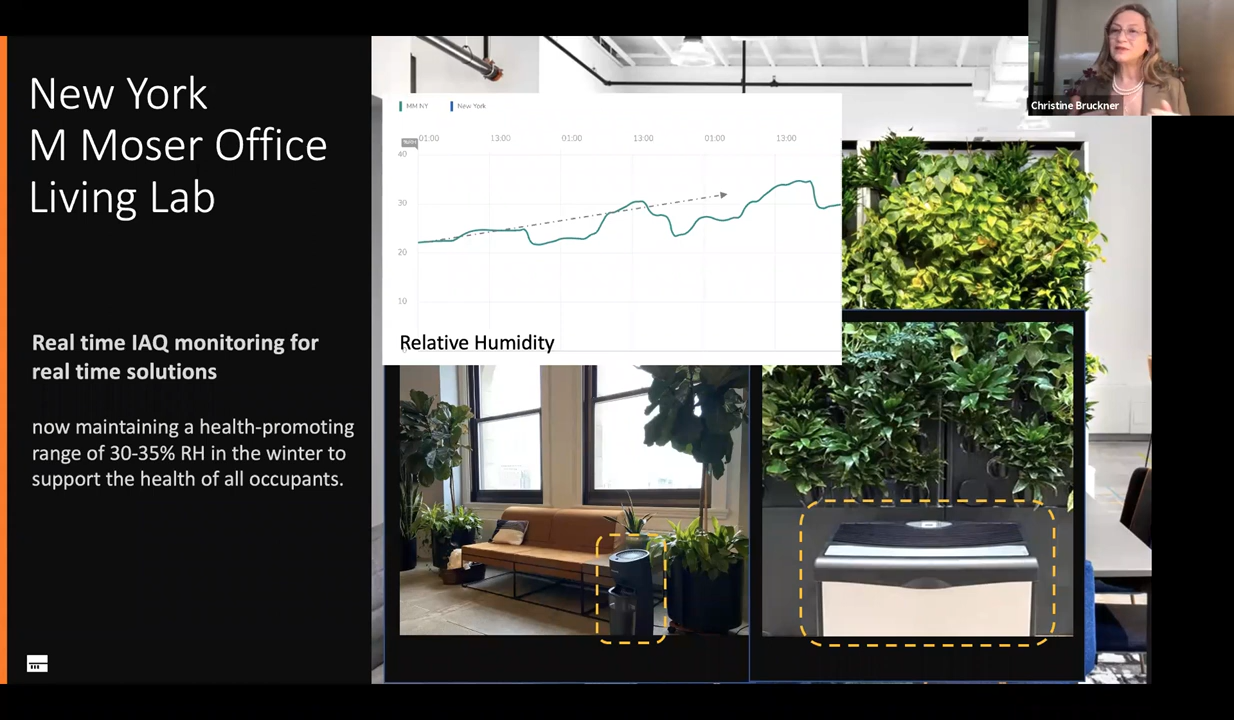 New York
M Moser Office
Living Lab
Real time IAQ monitoring for
real time solutions
now maintaining a health-promoting
range of 30-35% RH in the winter to
support the health of all occupants.
MM NY New York
01:00 13:00 01:00 13:00 01:00 13:00
40
30
20
10
Relative Humidity
Christine Bruckner